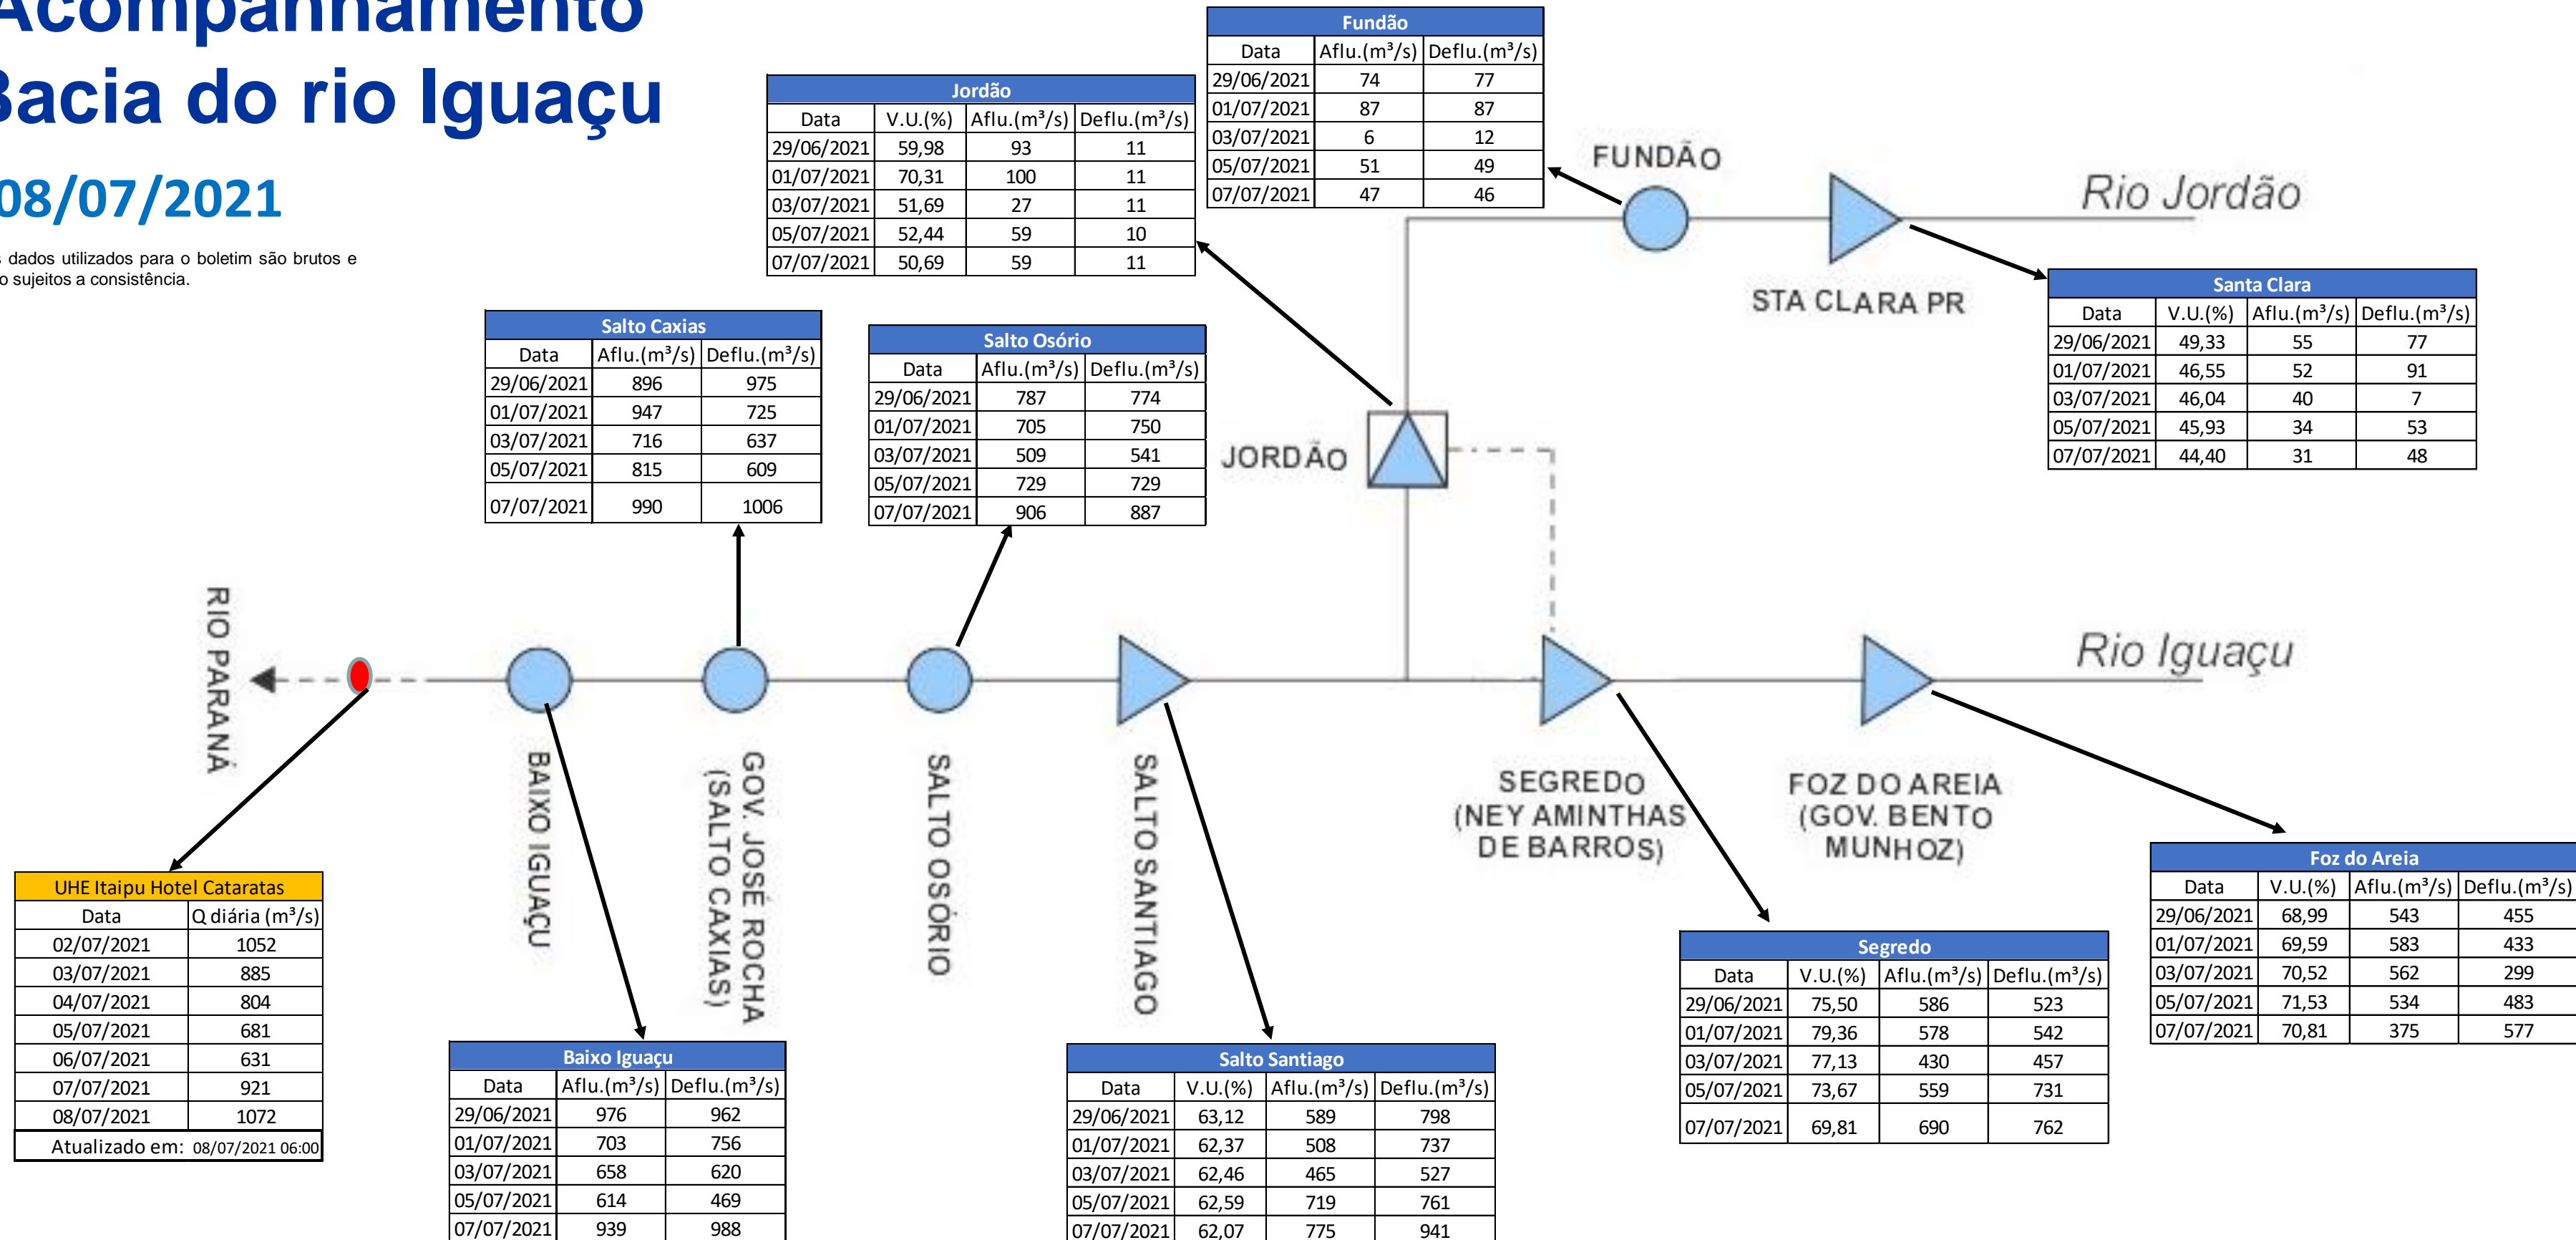 Acompanhamento
Bacia do rio Iguaçu
08/07/2021
s dados utilizados para o boletim são brutos e
o sujeitos a consistência.
Fundão
Data Aflu.(m³/s) Deflu.(m³/s)
29/06/2021 74 77
01/07/2021 87 87
03/07/2021 6 12
05/07/2021 51 49
07/07/2021 47 46
Jordão
Data V.U.(%) Aflu.(m³/s) Deflu.(m³/s)
29/06/2021 59,98 93 11
01/07/2021 70,31 100 11
03/07/2021 51,69 27 11
05/07/2021 52,44 59 10
07/07/2021 50,69 59 11
FUNDÃO
Rio Jordão
STA CLARA PR
Santa Clara
Data V.U.(%) Aflu.(m³/s) Deflu.(m³/s)
29/06/2021 49,33 55 77
01/07/2021 46,55 52 91
03/07/2021 46,04 40 7
05/07/2021 45,93 34 53
07/07/2021 44,40 31 48
Salto Caxias
Data Aflu.(m³/s) Deflu.(m³/s)
29/06/2021 896 975
01/07/2021 947 725
03/07/2021 716 637
05/07/2021 815 609
07/07/2021 990 1006
Salto Osório
Data Aflu.(m³/s) Deflu.(m³/s)
29/06/2021 787 774
01/07/2021 705 750
03/07/2021 509 541
05/07/2021 729 729
07/07/2021 906 887
JORDÃO
RIO PARANÁ
Rio Iguaçu
BAIXO IGUAÇU
GOV. JOSÉ ROCHA
(SALTO CAXIAS)
SALTO OSÓRIO
SALTO SANTIAGO
SEGREDO
(NEY AMINTHAS
DE BARROS)
FOZ DO AREIA
(GOV. BENTO
MUNHOZ)
UHE Itaipu Hotel Cataratas
Data Q diária (m³/s)
02/07/2021 1052
03/07/2021 885
04/07/2021 804
05/07/2021 681
06/07/2021 631
07/07/2021 921
08/07/2021 1072
Atualizado em: 08/07/2021 06:00
Baixo Iguaçu
Data Aflu.(m³/s) Deflu.(m³/s)
29/06/2021 976 962
01/07/2021 703 756
03/07/2021 658 620
05/07/2021 614 469
07/07/2021 939 988
Salto Santiago
Data V.U.(%) Aflu.(m³/s) Deflu.(m³/s)
29/06/2021 63,12 589 798
01/07/2021 62,37 508 737
03/07/2021 62,46 465 527
05/07/2021 62,59 719 761
07/07/2021 62,07 775 941
Segredo
Data V.U.(%) Aflu.(m³/s) Deflu.(m³/s)
29/06/2021 75,50 586 523
01/07/2021 79,36 578 542
03/07/2021 77,13 430 457
05/07/2021 73,67 559 731
07/07/2021 69,81 690 762
Foz do Areia
Data V.U.(%) Aflu.(m³/s) Deflu.(m³/s)
29/06/2021 68,99 543 455
01/07/2021 69,59 583 433
03/07/2021 70,52 562 299
05/07/2021 71,53 534 483
07/07/2021 70,81 375 577